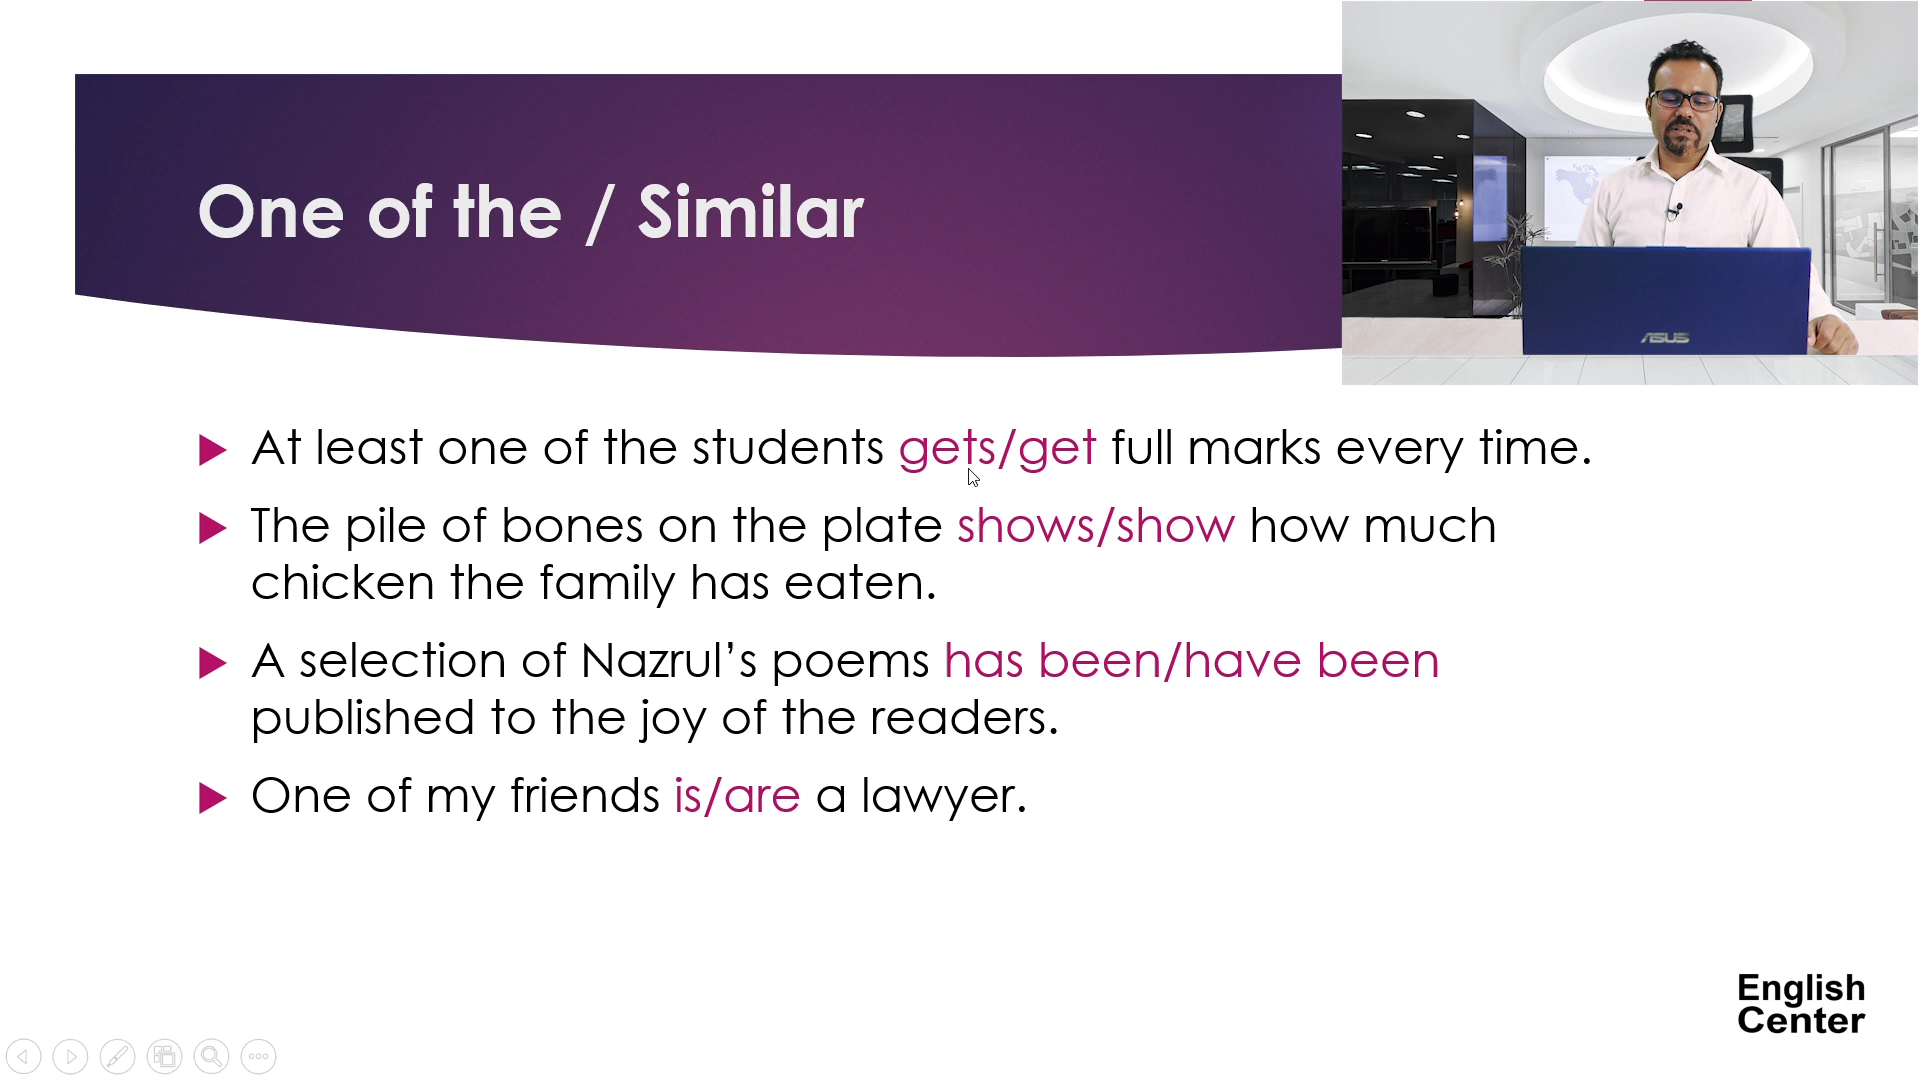 One of the / Similar
At least one of the students gets/get full marks every time.
The pile of bones on the plate shows/show how much
chicken the family has eaten.
A selection of Nazrul’s poems has been/have been
published to the joy of the readers.
One of my friends is/are a lawyer.
ASUS
English
Center